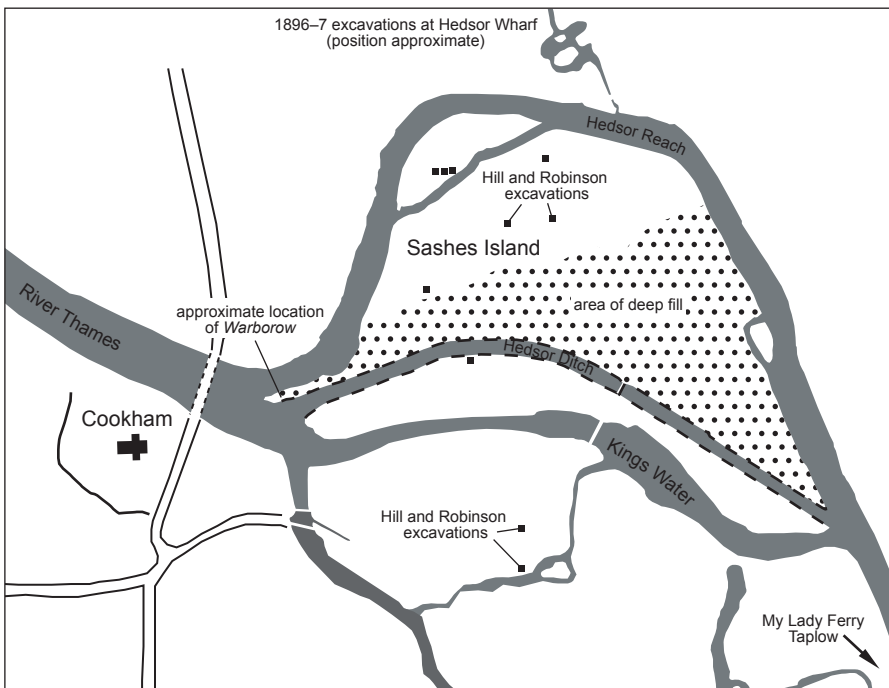 1896–7 excavations at Hedsor Wharf
(position approximate)
Hedsor Reach
Hill and Robinson
excavations
Sashes Island
River Thames
approximate location
of Warborow
area of deep fill
Hedsor Ditch
Cookham
Kings Water
Hill and Robinson
excavations
My Lady Ferry
Taplow